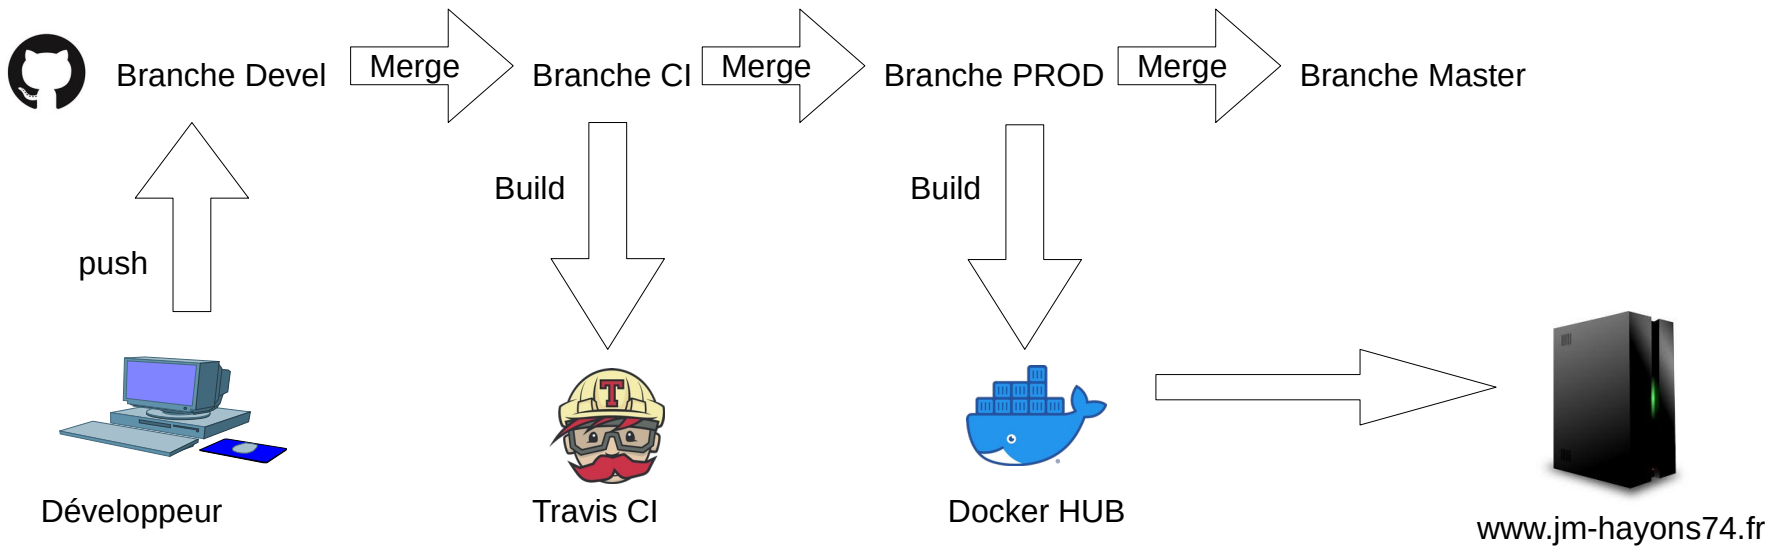 Branche Devel
Merge
Branche CI
Merge
Branche PROD
Merge
Branche Master
Build
Build
push
T
Développeur
Travis CI
Docker HUB
www.jm-hayons74.fr